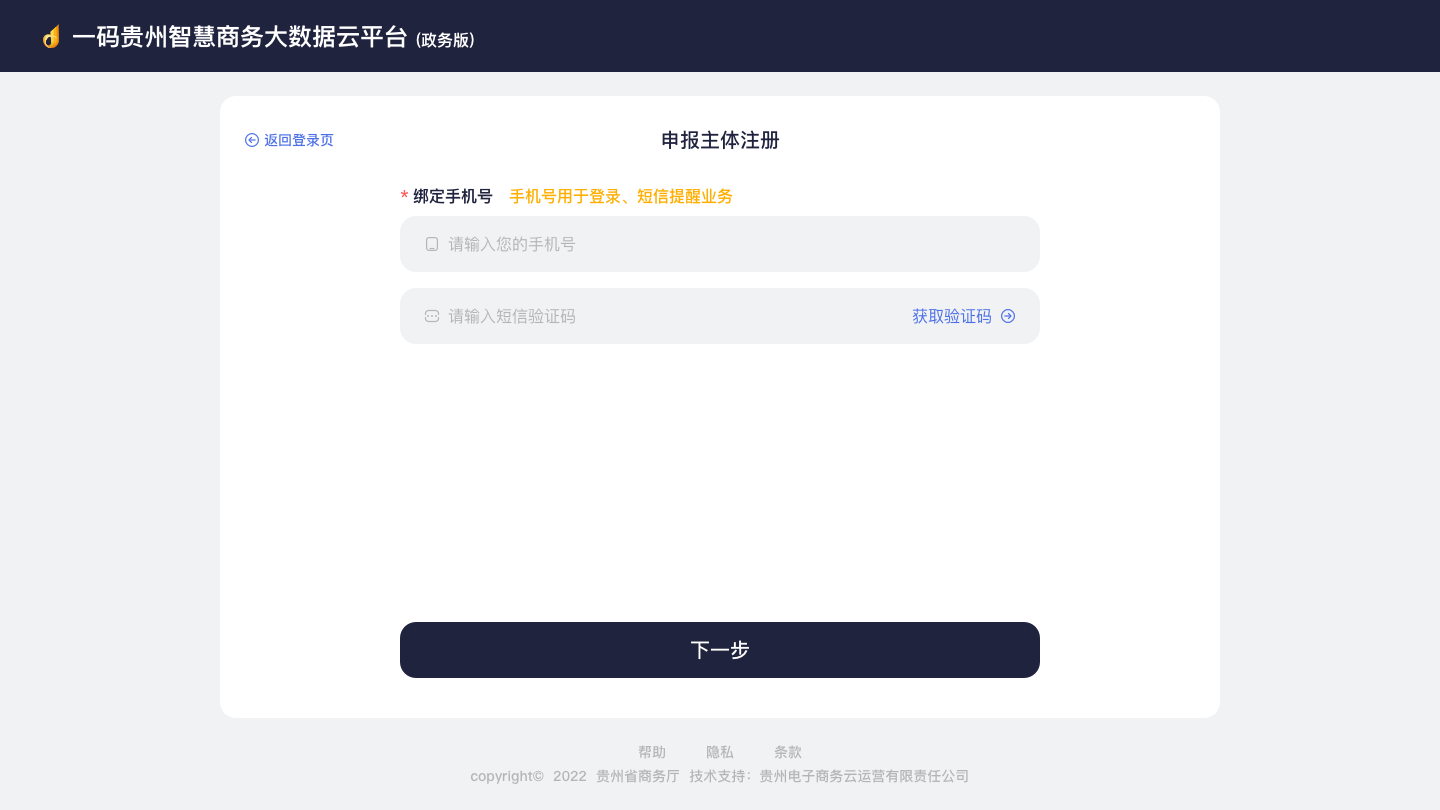 一码贵州智慧商务大数据云平台 (政务版)
返回登录页
申报主体注册
* 绑定手机号 手机号用于登录、短信提醒业务
请输入您的手机号
请输入短信验证码 获取验证码
下一步
帮助 隐私 条款
copyright© 2022 贵州省商务厅 技术支持：贵州电子商务云运营有限责任公司